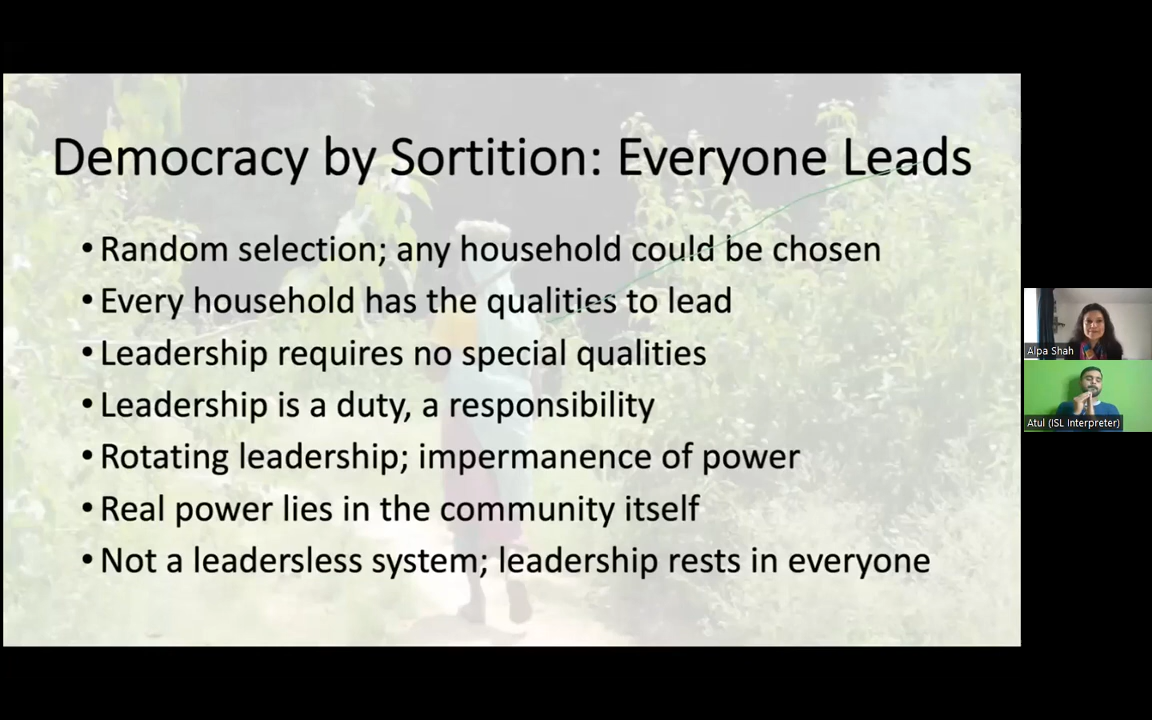 Democracy by Sortition: Everyone Leads
• Random selection; any household could be chosen
• Every household has the qualities to lead
• Leadership requires no special qualities
• Leadership is a duty, a responsibility
• Rotating leadership; impermanence of power
• Real power lies in the community itself
• Not a leadersless system; leadership rests in everyone
Alpa Shah
Atul (ISL Interpreter)